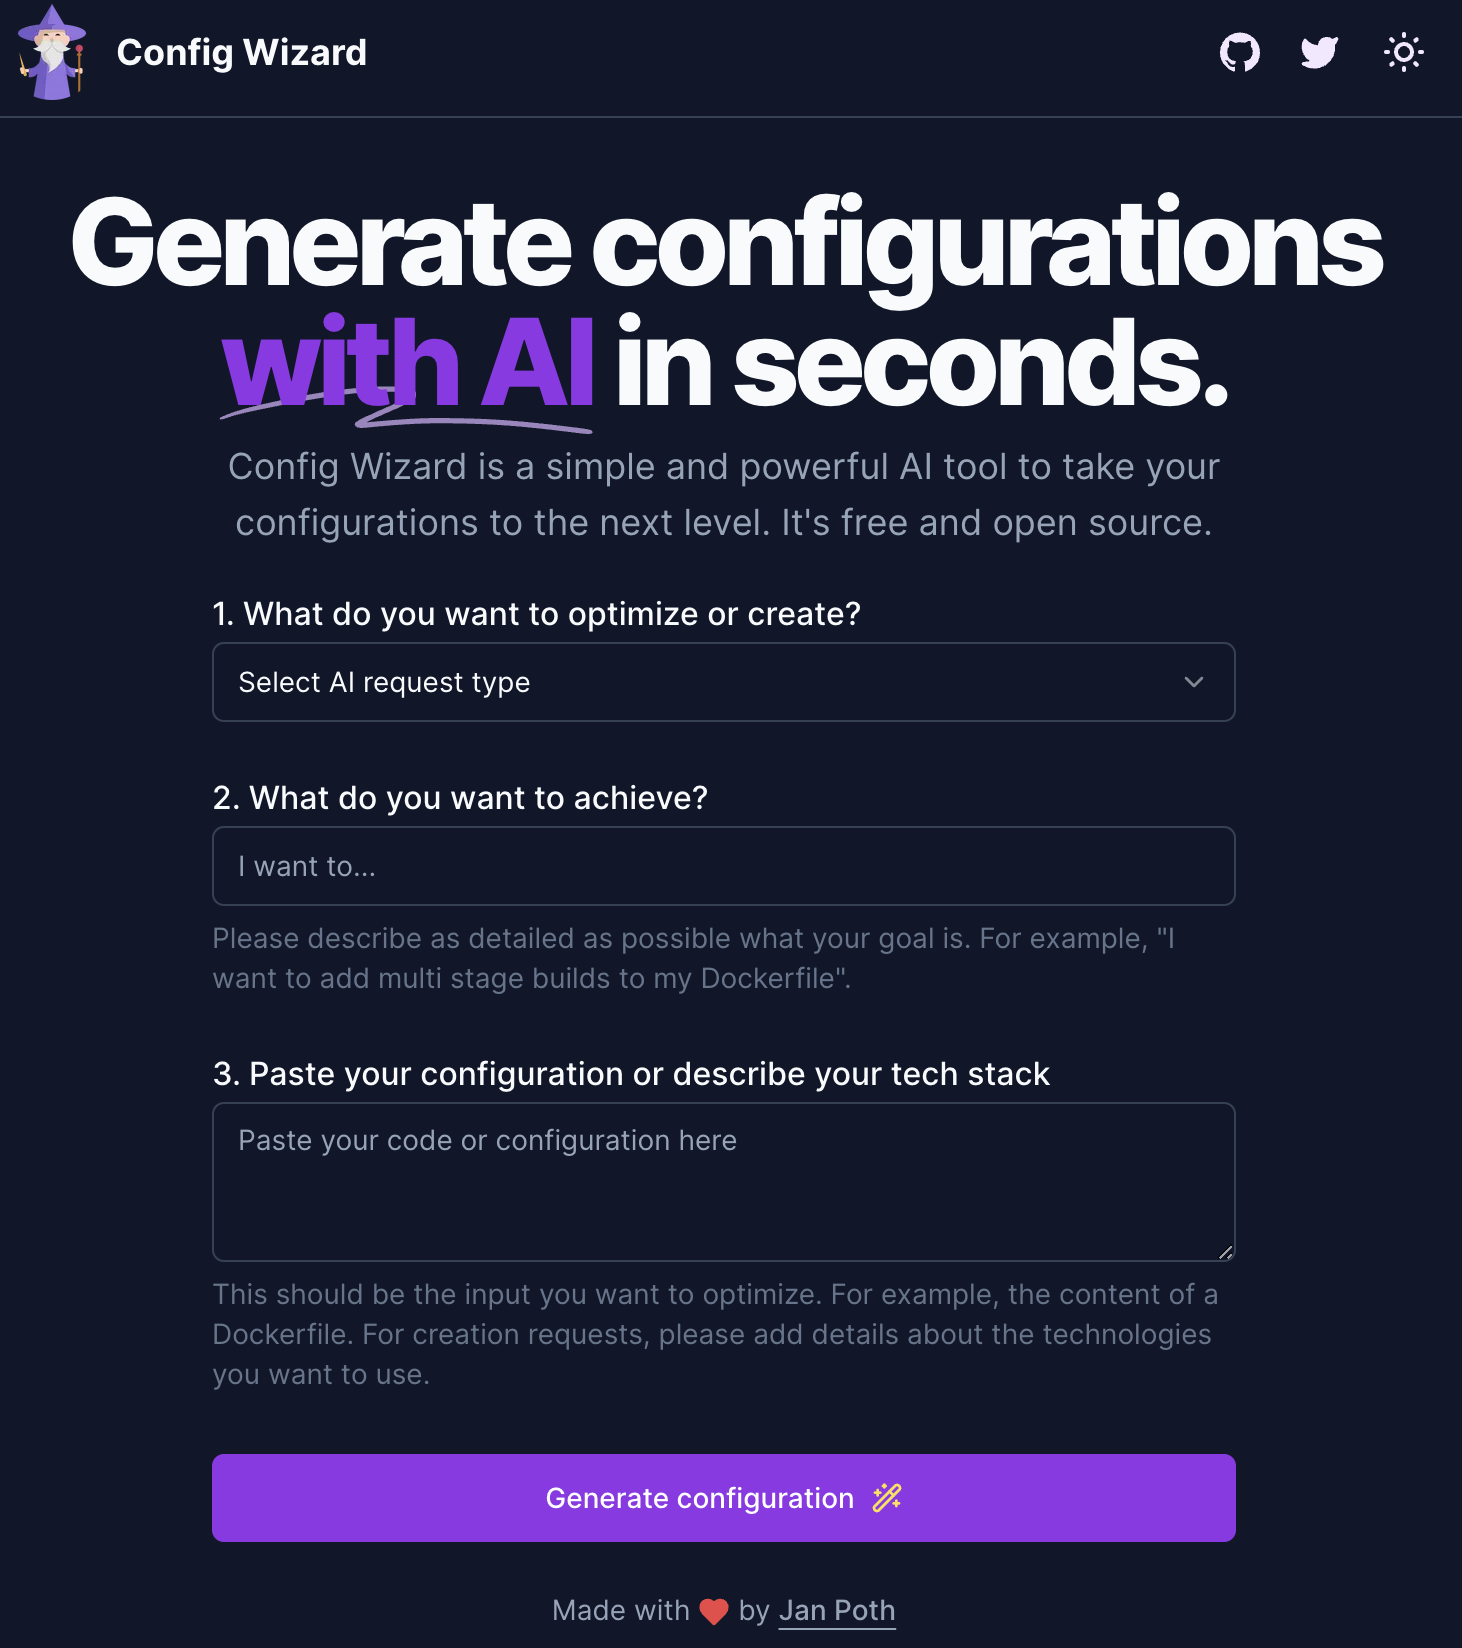 Config Wizard
Generate configurations
with AI in seconds.
Config Wizard is a simple and powerful AI tool to take your
configurations to the next level. It's free and open source.
1. What do you want to optimize or create?
Select AI request type
2. What do you want to achieve?
I want to...
Please describe as detailed as possible what your goal is. For example, "I
want to add multi stage builds to my Dockerfile".
3. Paste your configuration or describe your tech stack
Paste your code or configuration here
This should be the input you want to optimize. For example, the content of a
Dockerfile. For creation requests, please add details about the technologies
you want to use.
Generate configuration
Made with ❤️ by Jan Poth